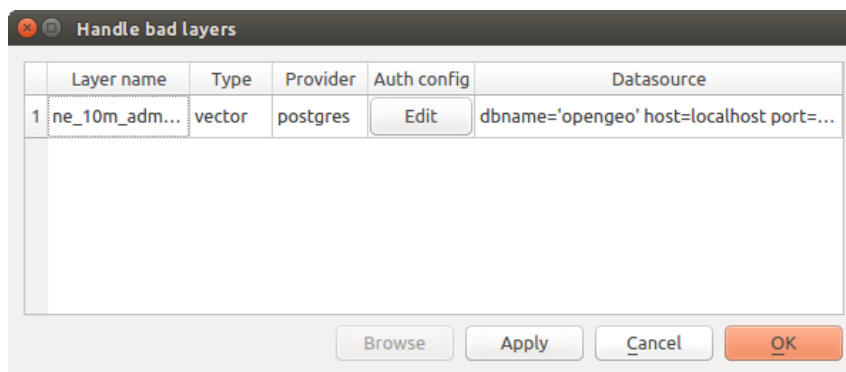 Handle bad layers
Layer name Type Provider Auth config Datasource
1 ne_10m_adm... vector postgres Edit dbname='opengeo' host=localhost port=...
Browse Apply Cancel OK